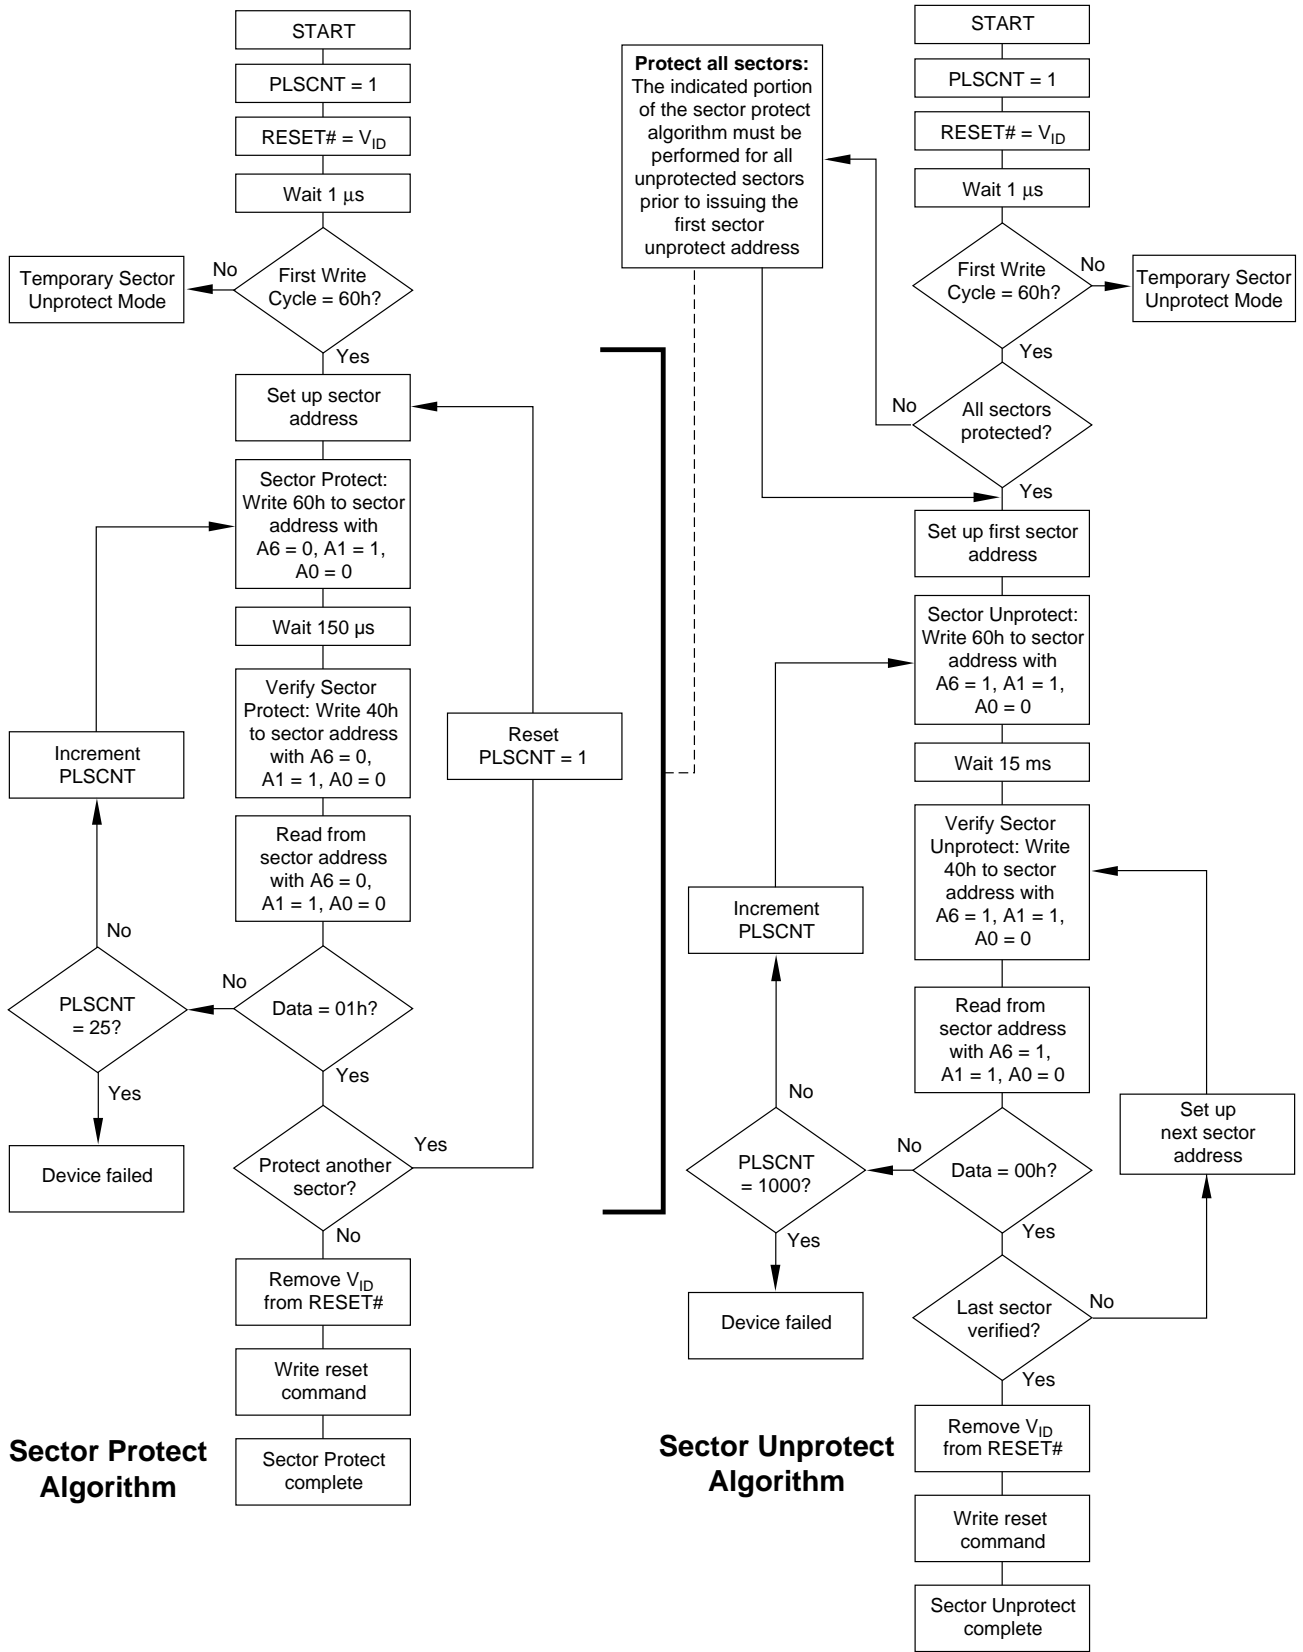 START
PLSCNT = 1
RESET# = VID
Wait 1 μs
First Write
Cycle = 60h?
No
Temporary Sector
Unprotect Mode
Yes
Set up sector
address
Sector Protect:
Write 60h to sector
address with
A6 = 0, A1 = 1,
A0 = 0
Wait 150 µs
Verify Sector
Protect: Write 40h
to sector address
with A6 = 0,
A1 = 1, A0 = 0
Read from
sector address
with A6 = 0,
A1 = 1, A0 = 0
Data = 01h?
No
PLSCNT
= 25?
No
Increment
PLSCNT
Yes
Device failed
Yes
Protect another
sector?
Yes
Reset
PLSCNT = 1
No
Remove VID
from RESET#
Write reset
command
Sector Protect
complete
Sector Protect
Algorithm
Protect all sectors:
The indicated portion
of the sector protect
algorithm must be
performed for all
unprotected sectors
prior to issuing the
first sector
unprotect address
START
PLSCNT = 1
RESET# = VID
Wait 1 μs
First Write
Cycle = 60h?
No
Temporary Sector
Unprotect Mode
Yes
All sectors
protected?
No
Yes
Set up first sector
address
Sector Unprotect:
Write 60h to sector
address with
A6 = 1, A1 = 1,
A0 = 0
Wait 15 ms
Verify Sector
Unprotect: Write
40h to sector
address with
A6 = 1, A1 = 1,
A0 = 0
Read from
sector address
with A6 = 1,
A1 = 1, A0 = 0
Data = 00h?
No
PLSCNT
= 1000?
No
Increment
PLSCNT
Yes
Device failed
Yes
Last sector
verified?
No
Set up
next sector
address
Yes
Remove VID
from RESET#
Write reset
command
Sector Unprotect
complete
Sector Unprotect
Algorithm